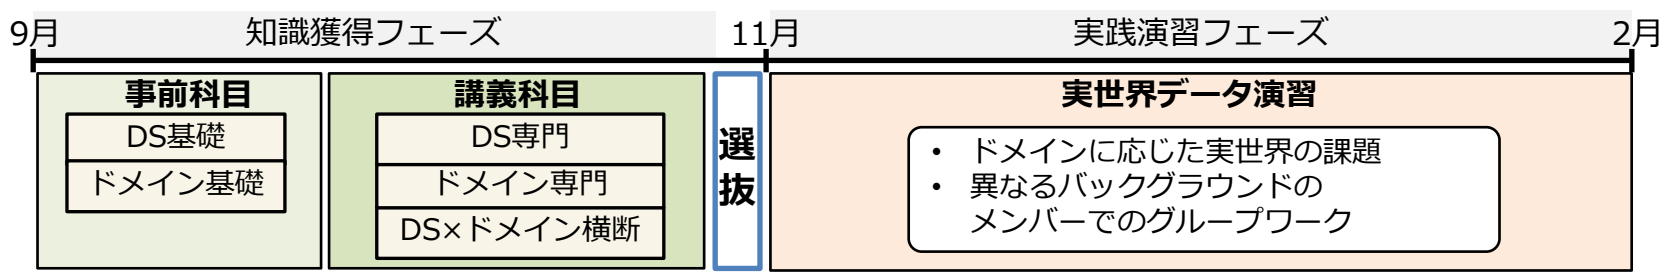 9月
知識獲得フェーズ
11月
実践演習フェーズ
2月
事前科目
DS基礎
ドメイン基礎
講義科目
DS専門
ドメイン専門
DS×ドメイン横断
選
抜
実世界データ演習
• ドメインに応じた実世界の課題
• 異なるバックグラウンドの
メンバーでのグループワーク